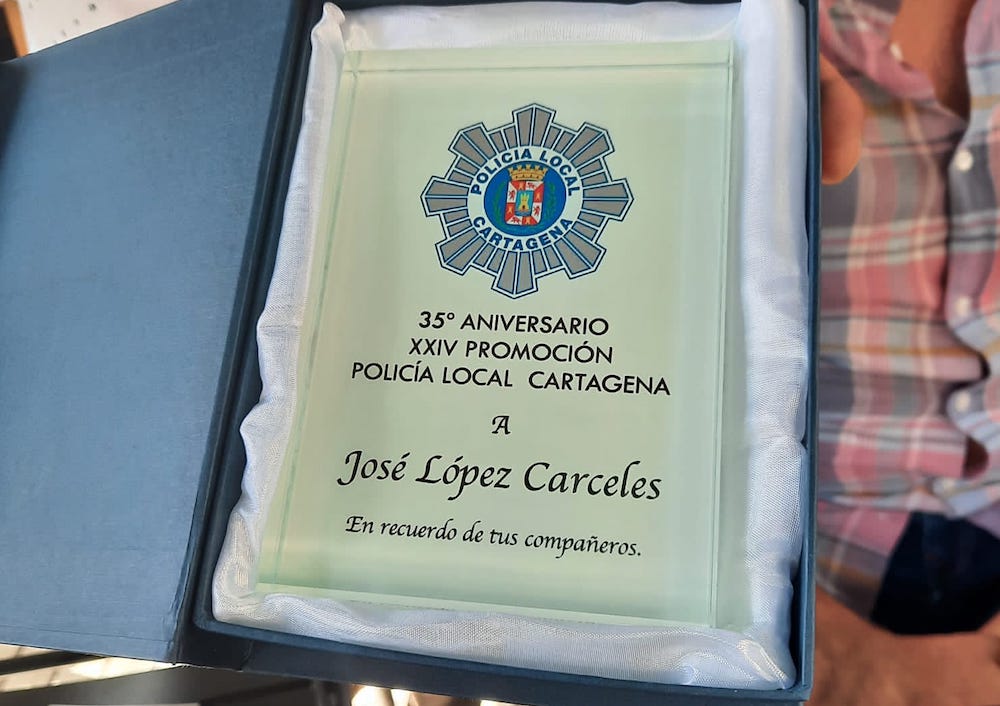 POLICIA LOCAL
CARTAGENA
35º ANIVERSARIO
XXIV PROMOCIÓN
POLICÍA LOCAL CARTAGENA
A
José López Carceles
En recuerdo de tus compañeros.